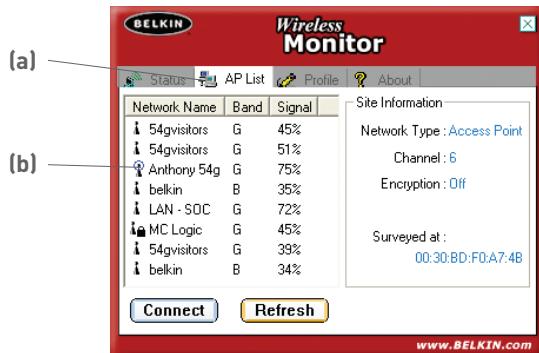 BELKIN
Wireless
Monitor
(a)
Status AP List Profile About
Network Name Band Signal
54gvisitors G 45%
54gvisitors G 51%
(b)
Anthony 54g G 75%
belkin B 35%
LAN - SOC G 72%
MC Logic G 45%
54gvisitors G 39%
belkin B 34%
Site Information
Network Type : Access Point
Channel : 6
Encryption : Off
Surveyed at :
00:30:BD:F0:A7:4B
Connect Refresh
www.BELKIN.com